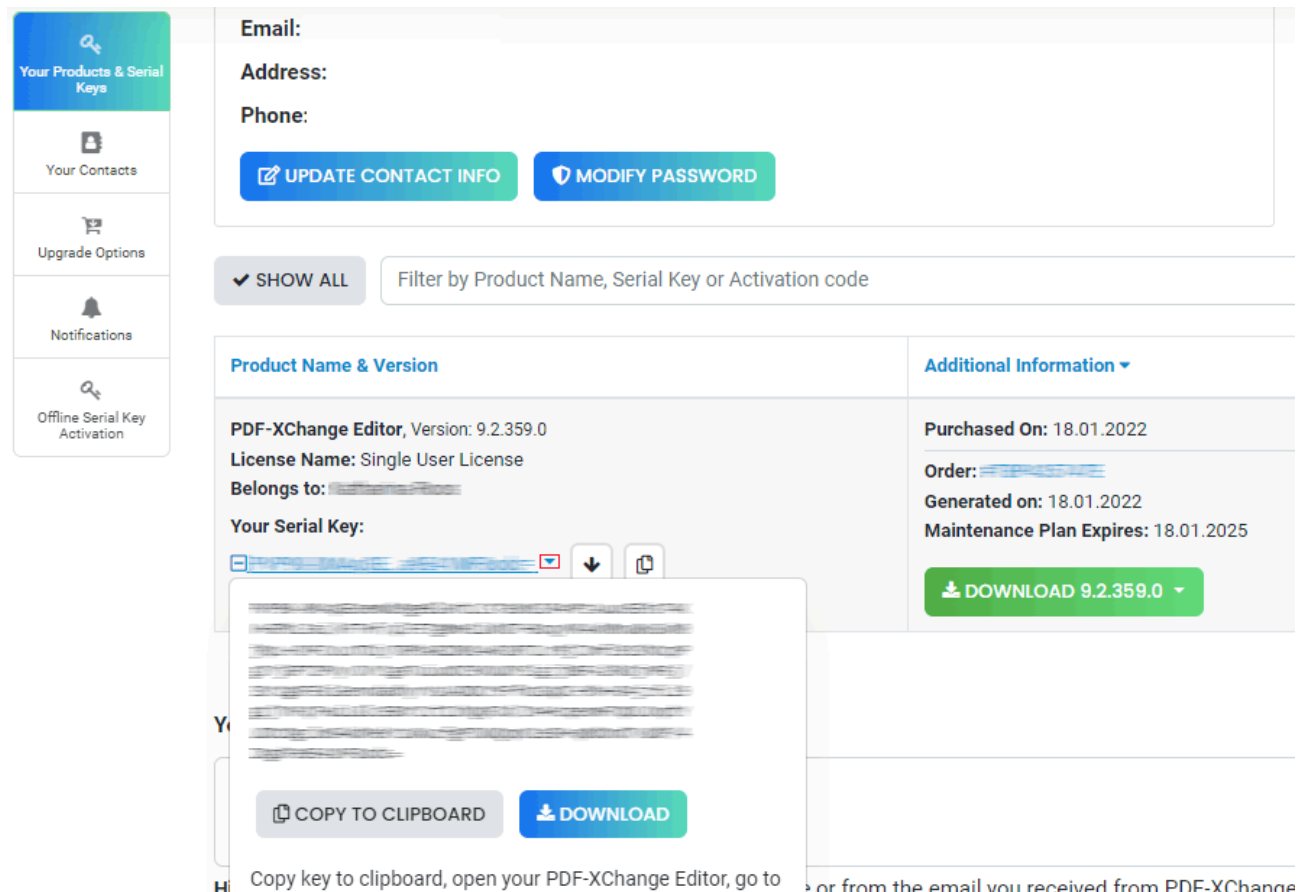 Your Products & Serial
Keys
Your Contacts
Upgrade Options
Notifications
Offline Serial Key
Activation
Email:
Address:
Phone:
UPDATE CONTACT INFO
MODIFY PASSWORD
SHOW ALL
Filter by Product Name, Serial Key or Activation code
Product Name & Version
Additional Information
PDF-XChange Editor, Version: 9.2.359.0
License Name: Single User License
Belongs to:
Your Serial Key:
Purchased On: 18.01.2022
Order:
Generated on: 18.01.2022
Maintenance Plan Expires: 18.01.2025
DOWNLOAD 9.2.359.0
COPY TO CLIPBOARD
DOWNLOAD
Copy key to clipboard, open your PDF-XChange Editor, go to
or from the email you received from PDF-XChange